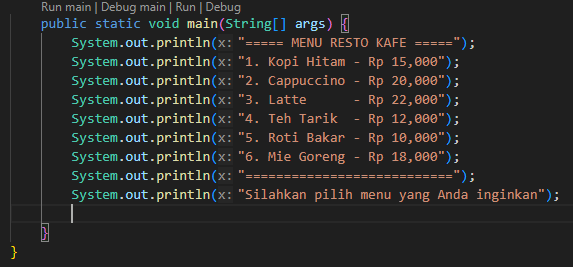 Run main | Debug main | Run | Debug
public static void main(String[] args) {
System.out.println(x: "===== MENU RESTO KAFE =====");
System.out.println(x: "1. Kopi Hitam - Rp 15,000");
System.out.println(x: "2. Cappuccino - Rp 20,000");
System.out.println(x: "3. Latte      - Rp 22,000");
System.out.println(x: "4. Teh Tarik  - Rp 12,000");
System.out.println(x: "5. Roti Bakar - Rp 10,000");
System.out.println(x: "6. Mie Goreng - Rp 18,000");
System.out.println(x: "===========================");
System.out.println(x: "Silahkan pilih menu yang Anda inginkan");
}
}